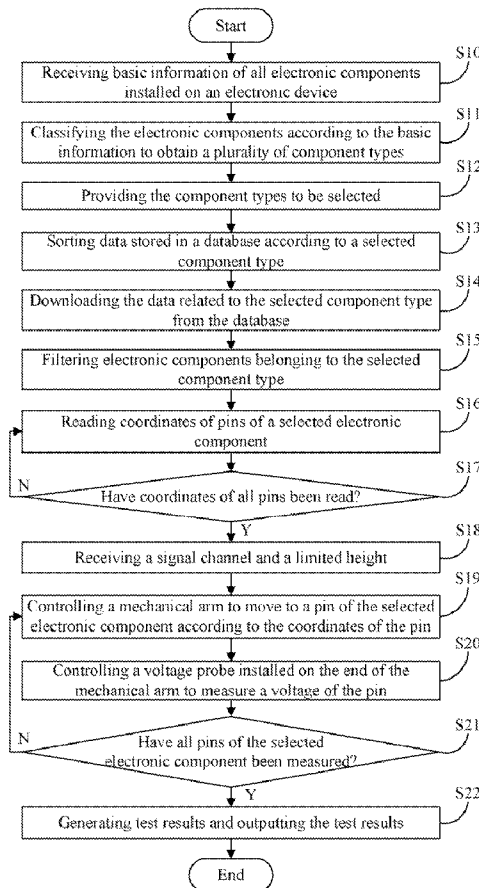 Start
S10
Receiving basic information of all electronic components
installed on an electronic device
S11
Classifying the electronic components according to the basic
information to obtain a plurality of component types
S12
Providing the component types to be selected
S13
Sorting data stored in a database according to a selected
component type
S14
Downloading the data related to the selected component type
from the database
S15
Filtering electronic components belonging to the selected
component type
S16
Reading coordinates of pins of a selected electronic
component
S17
N
Have coordinates of all pins been read?
Y
S18
Receiving a signal channel and a limited height
S19
Controlling a mechanical arm to move to a pin of the selected
electronic component according to the coordinates of the pin
S20
Controlling a voltage probe installed on the end of the
mechanical arm to measure a voltage of the pin
S21
N
Have all pins of the selected
electronic component been measured?
Y
S22
Generating test results and outputting the test results
End